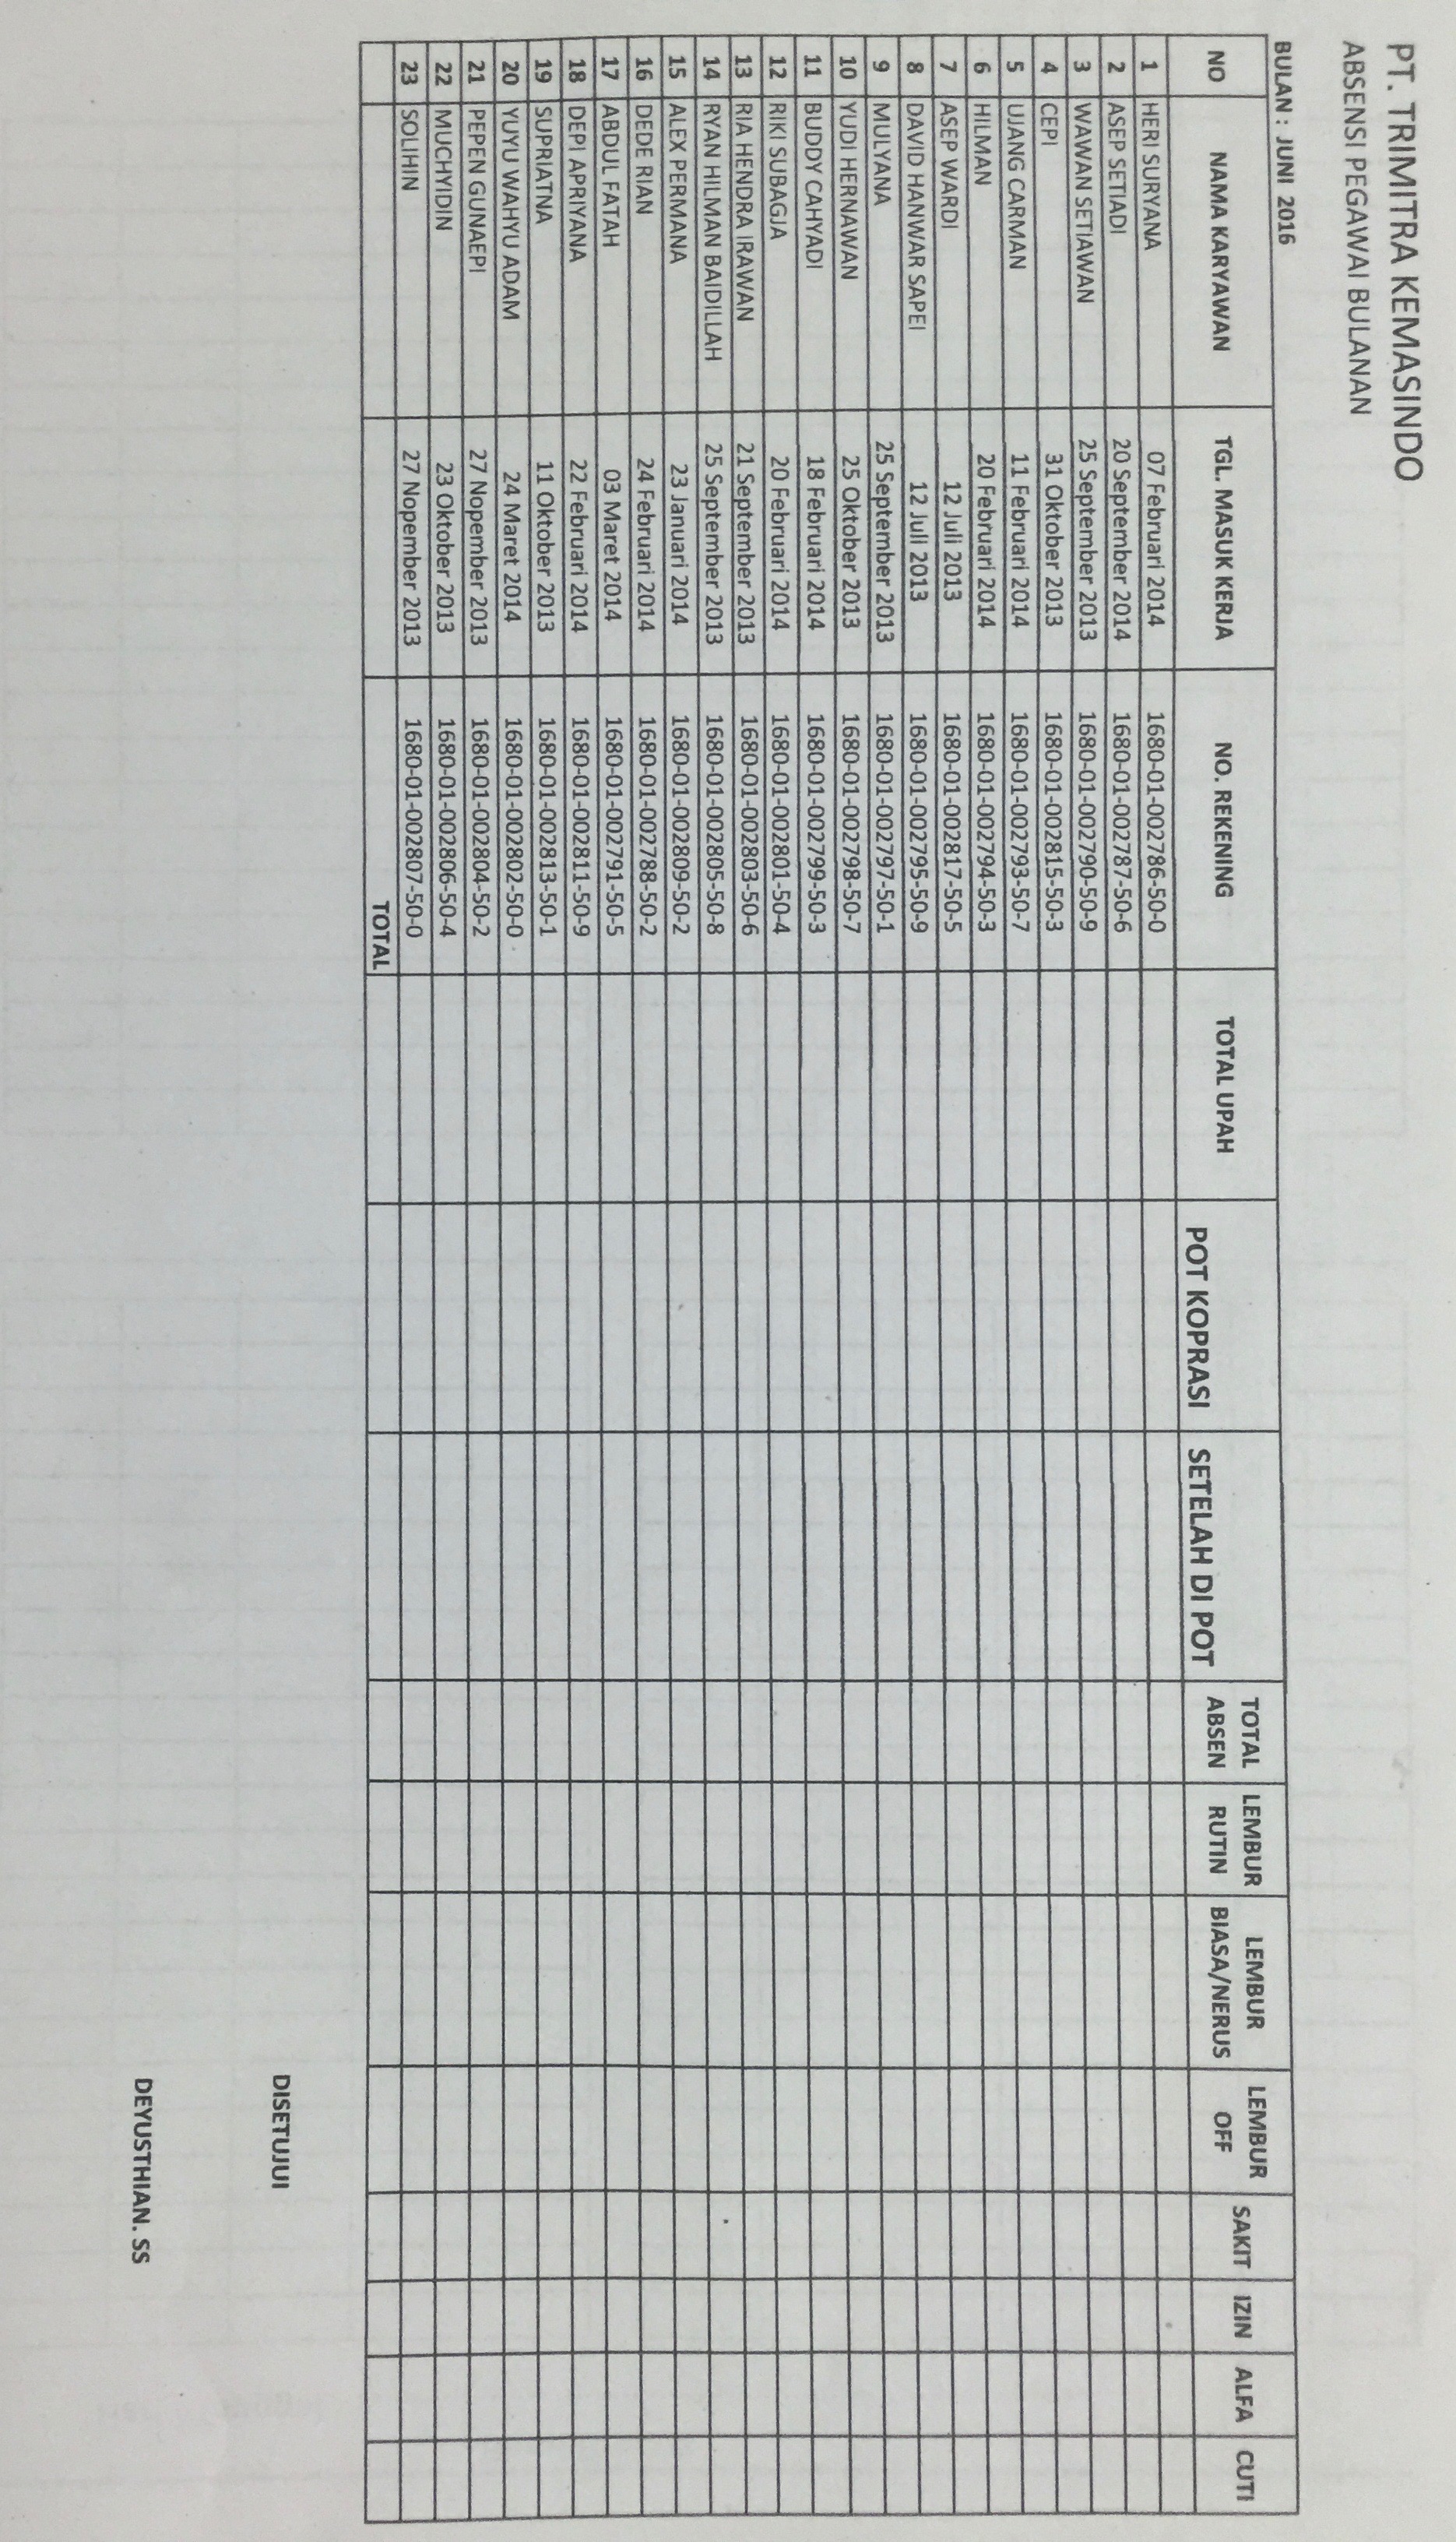 PT. TRIMITRA KEMASINDO
ABSENSI PEGAWAI BULANAN
BULAN : JUNI 2016
NO NAMA KARYAWAN TGL. MASUK KERJA NO. REKENING TOTAL UPAH POT KOPRASI SETELAH DI POT TOTAL ABSEN LEMBUR RUTIN LEMBUR BIASA/NERUS LEMBUR OFF SAKIT IZIN ALFA CUTI
1 HERI SURYANA 07 Februari 2014 1680-01-002786-50-0
2 ASEP SETIADI 20 September 2014 1680-01-002787-50-6
3 WAWAN SETIAWAN 25 September 2013 1680-01-002790-50-9
4 CEPI 31 Oktober 2013 1680-01-002815-50-3
5 UJANG CARMAN 11 Februari 2014 1680-01-002793-50-7
6 HILMAN 20 Februari 2014 1680-01-002794-50-3
7 ASEP WARDI 12 Juli 2013 1680-01-002817-50-5
8 DAVID HANWAR SAPEI 12 Juli 2013 1680-01-002795-50-9
9 MULYANA 25 September 2013 1680-01-002797-50-1
10 YUDI HERNAWAN 25 Oktober 2013 1680-01-002798-50-7
11 BUDDY CAHYADI 18 Februari 2014 1680-01-002799-50-3
12 RIKI SUBAGJA 20 Februari 2014 1680-01-002801-50-4
13 RIA HENDRA IRAWAN 21 September 2013 1680-01-002803-50-6
14 RYAN HILMAN BAIDILLAH 25 September 2013 1680-01-002805-50-8
15 ALEX PERMANA 23 Januari 2014 1680-01-002809-50-2
16 DEDE RIAN 24 Februari 2014 1680-01-002788-50-2
17 ABDUL FATAH 03 Maret 2014 1680-01-002791-50-5
18 DEPI APRIYANA 22 Februari 2014 1680-01-002811-50-9
19 SUPRIATNA 11 Oktober 2013 1680-01-002813-50-1
20 YUYU WAHYU ADAM 24 Maret 2014 1680-01-002802-50-0
21 PEPEN GUNAEPI 27 Nopember 2013 1680-01-002804-50-2
22 MUCHYIDIN 23 Oktober 2013 1680-01-002806-50-4
23 SOLIHIN 27 Nopember 2013 1680-01-002807-50-0
TOTAL
DISETUJUI
DEYUSTHIAN. SS